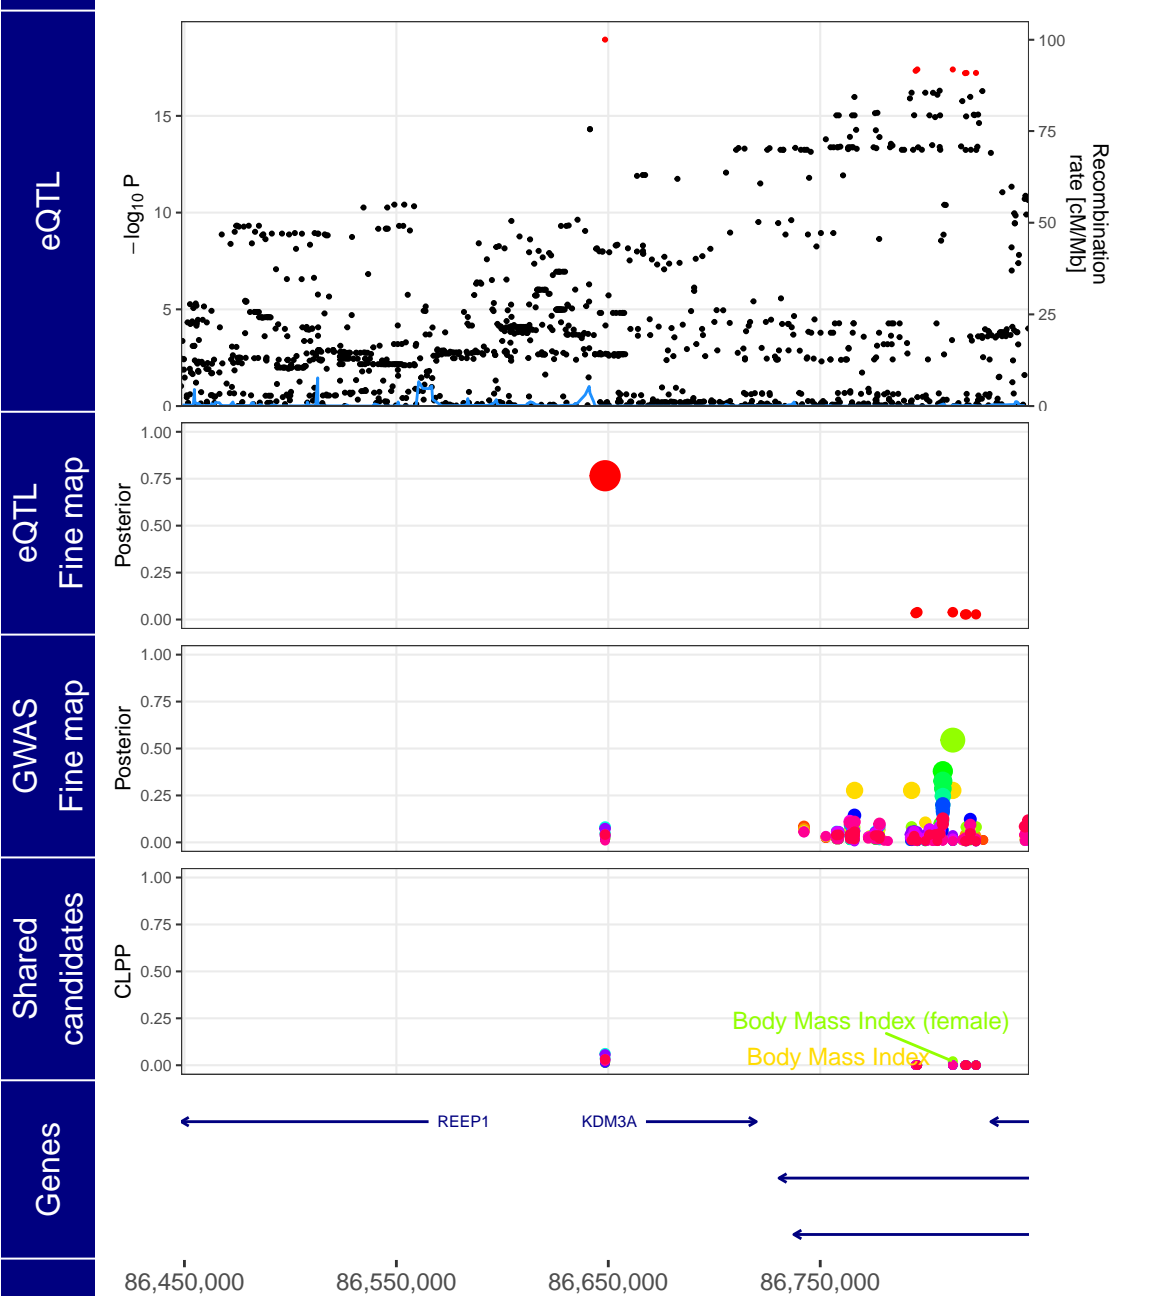 eQTL
− log10 P
15
10
5
0
100
75
50
25
0
Recombination
rate [cM/Mb]
eQTL
Fine map
Posterior
1.00
0.75
0.50
0.25
0.00
GWAS
Fine map
Posterior
1.00
0.75
0.50
0.25
0.00
Shared
candidates
CLPP
1.00
0.75
0.50
0.25
0.00
Body Mass Index (female)
Body Mass Index
Genes
REEP1
KDM3A
86,450,000
86,550,000
86,650,000
86,750,000